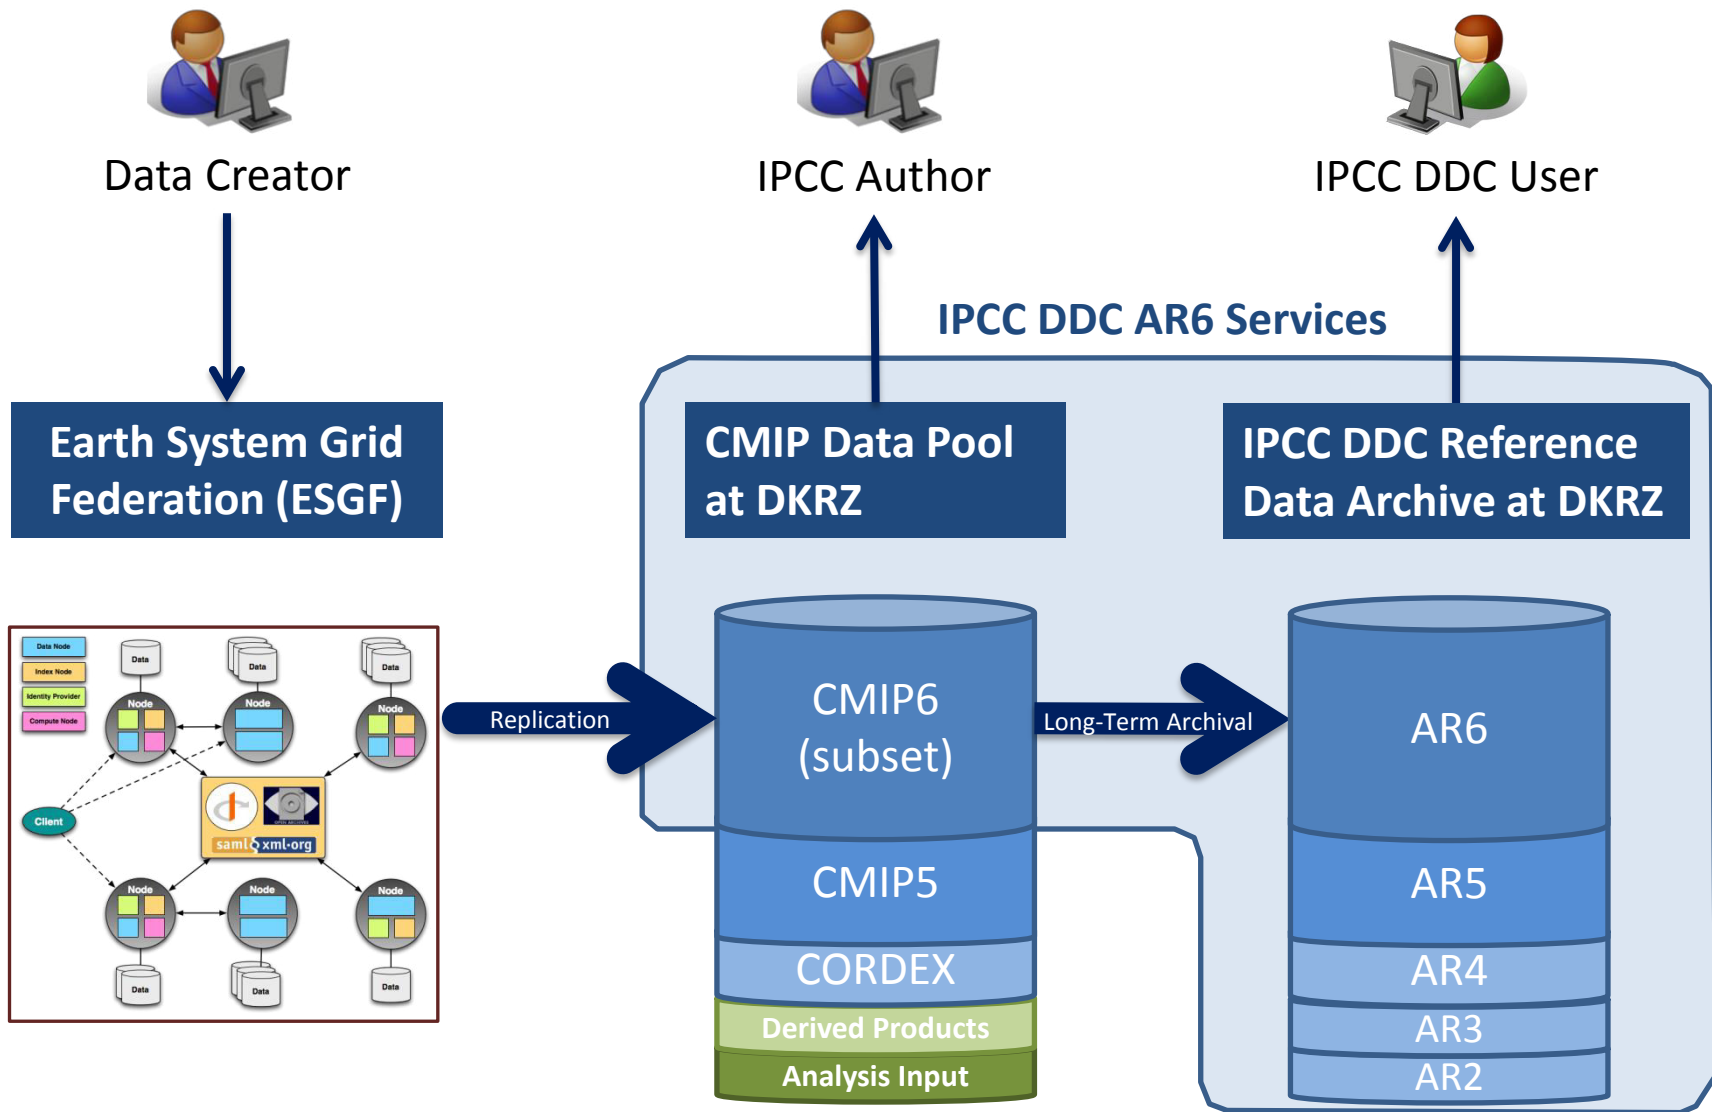 Data Creator
IPCC Author
IPCC DDC User
IPCC DDC AR6 Services
Earth System Grid
Federation (ESGF)
CMIP Data Pool
at DKRZ
IPCC DDC Reference
Data Archive at DKRZ
Data Node
Index Node
Identity Provider
Compute Node
Data
Data
Data
Node
Node
Node
Client
saml xml·org
Node
Node
Node
Data
Data
Data
Replication
CMIP6
(subset)
CMIP5
CORDEX
Derived Products
Analysis Input
Long-Term Archival
AR6
AR5
AR4
AR3
AR2